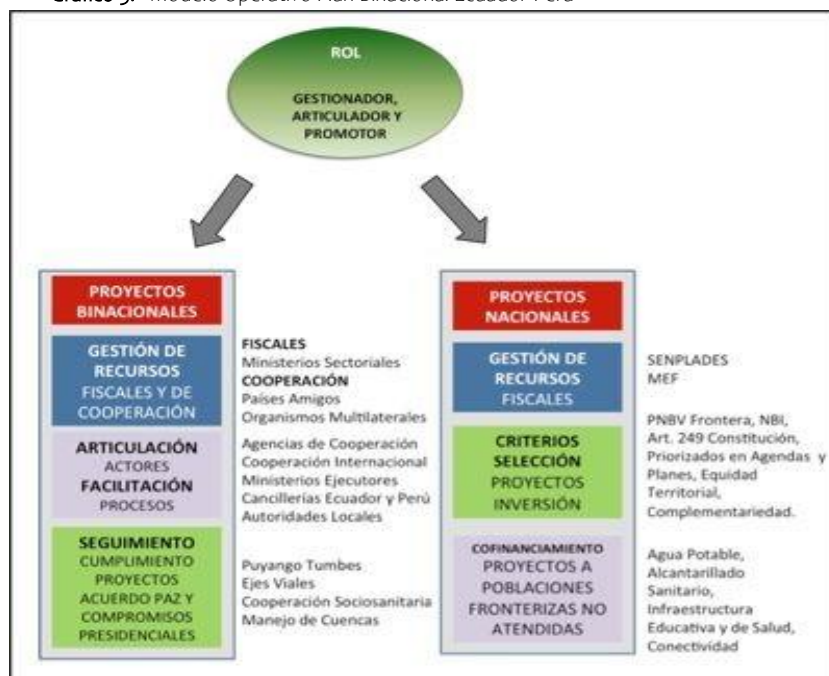 Gráfico 9. Modelo Operativo Plan Binacional Ecuador-Perú
ROL
GESTIONADOR,
ARTICULADOR Y
PROMOTOR
PROYECTOS
BINACIONALES
GESTIÓN DE
RECURSOS
FISCALES Y DE
COOPERACIÓN
FISCALES
Ministerios Sectoriales
COOPERACIÓN
Países Amigos
Organismos Multilaterales
ARTICULACIÓN
ACTORES
FACILITACIÓN
PROCESOS
Agencias de Cooperación
Cooperación Internacional
Ministerios Ejecutores
Cancillerías Ecuador y Perú
Autoridades Locales
SEGUIMIENTO
CUMPLIMIENTO
PROYECTOS
ACUERDO PAZ Y
COMPROMISOS
PRESIDENCIALES
Puyango Tumbes
Ejes Viales
Cooperación Sociosanitaria
Manejo de Cuencas
PROYECTOS
NACIONALES
GESTIÓN DE
RECURSOS
FISCALES
SENPLADES
MEF
CRITERIOS
SELECCIÓN
PROYECTOS
INVERSIÓN
PNBV Frontera, NBI,
Art. 249 Constitución,
Priorizados en Agendas y
Planes, Equidad
Territorial,
Complementariedad.
COFINANCIAMIENTO
PROYECTOS A
POBLACIONES
FRONTERIZAS NO
ATENDIDAS
Agua Potable,
Alcantarillado
Sanitario,
Infraestructura
Educativa y de Salud,
Conectividad